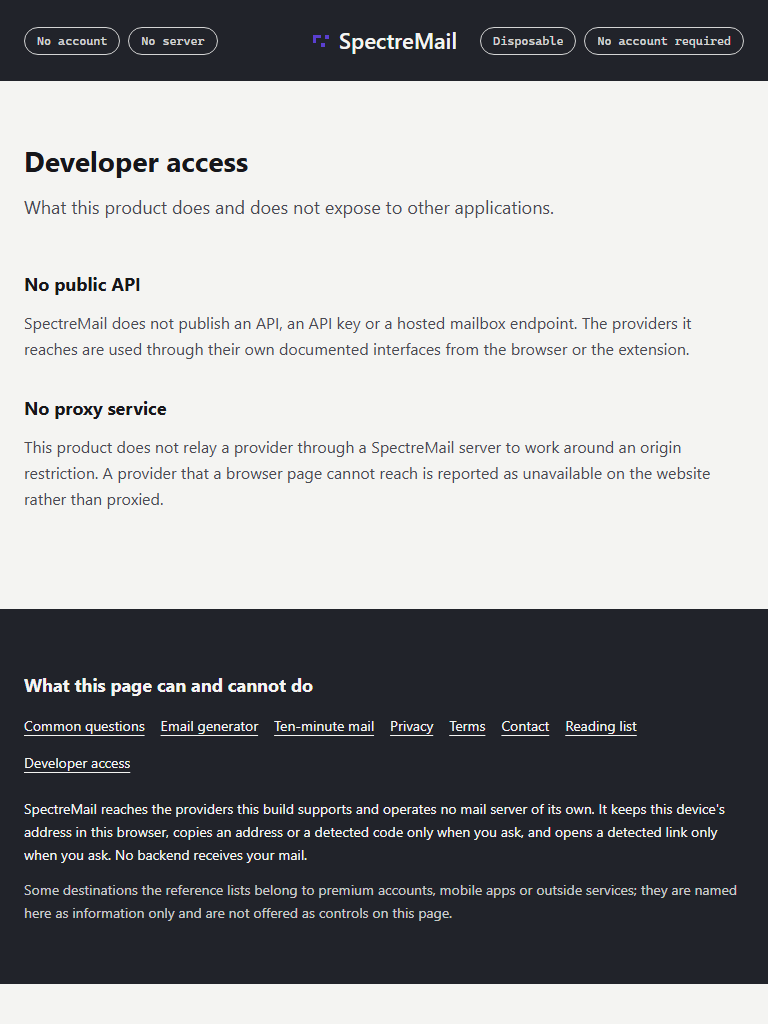 No account No server SpectreMail Disposable No account required
Developer access
What this product does and does not expose to other applications.
No public API
SpectreMail does not publish an API, an API key or a hosted mailbox endpoint. The providers it
reaches are used through their own documented interfaces from the browser or the extension.
No proxy service
This product does not relay a provider through a SpectreMail server to work around an origin
restriction. A provider that a browser page cannot reach is reported as unavailable on the website
rather than proxied.
What this page can and cannot do
Common questions Email generator Ten-minute mail Privacy Terms Contact Reading list
Developer access
SpectreMail reaches the providers this build supports and operates no mail server of its own. It keeps this device's
address in this browser, copies an address or a detected code only when you ask, and opens a detected link only
when you ask. No backend receives your mail.
Some destinations the reference lists belong to premium accounts, mobile apps or outside services; they are named
here as information only and are not offered as controls on this page.